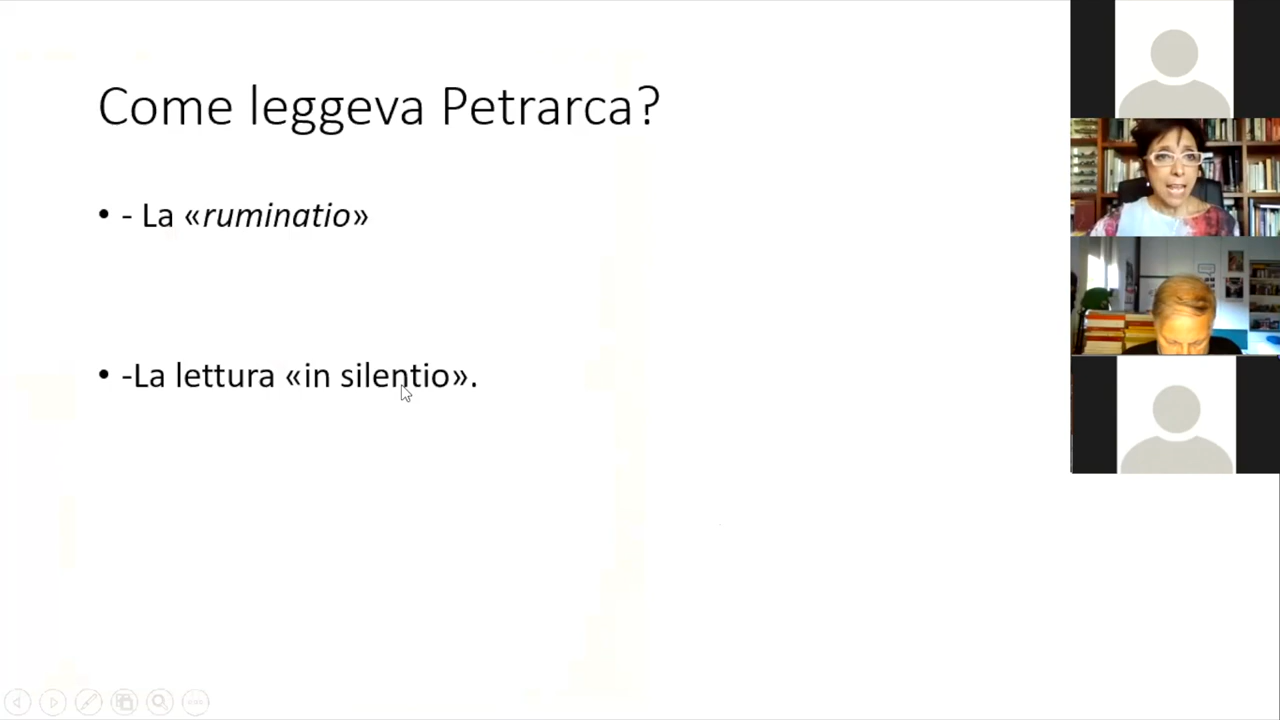 Come leggeva Petrarca?
• - La «ruminatio»
• -La lettura «in silentio».